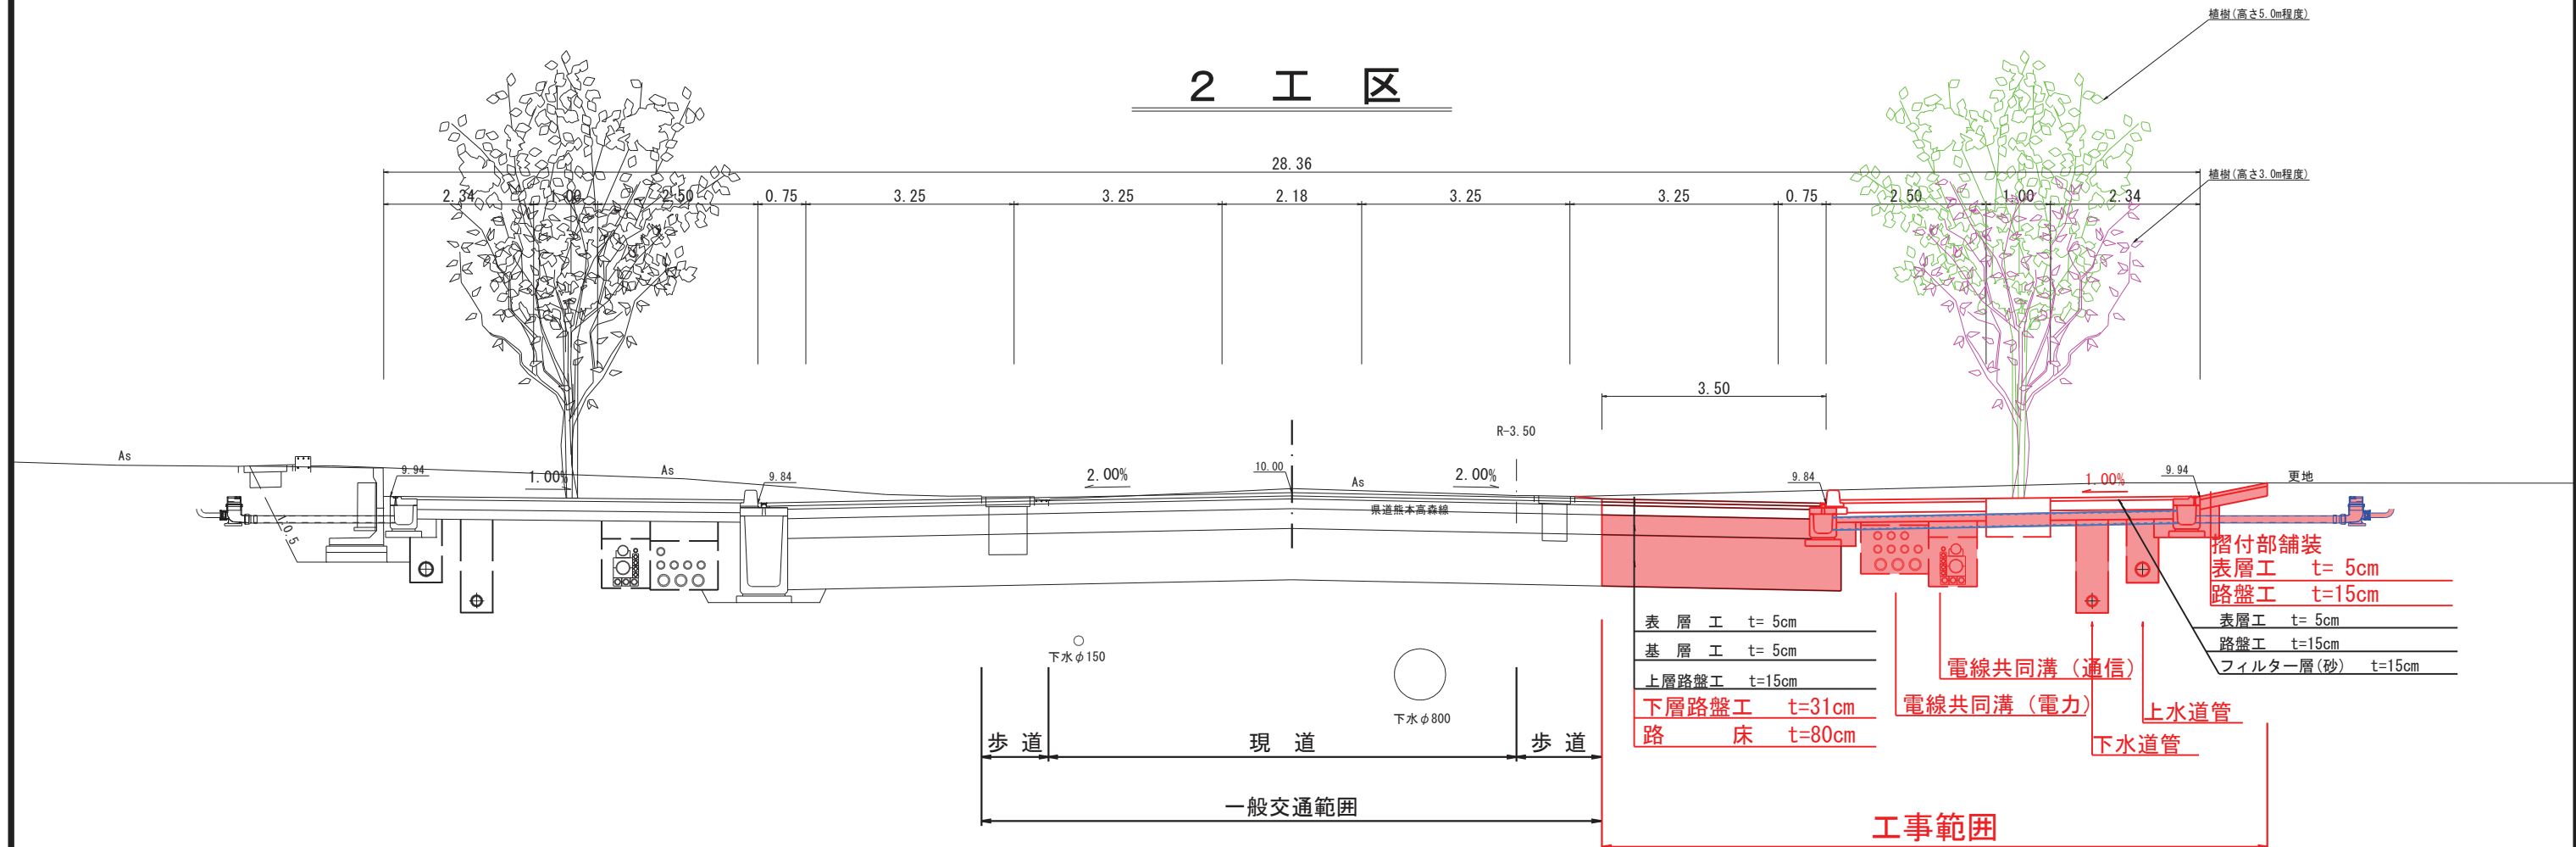 植樹(高さ5.0m程度)
2 工 区
28.36
植樹(高さ3.0m程度)
2.34 1.00 2.50 0.75 3.25 3.25 2.18 3.25 3.25 0.75 2.50 1.00 2.34
3.50
R-3.50
As
9.94
1.00%
As
9.84
2.00%
10.00
As
2.00%
9.84
1.00%
9.94
更地
県道熊本高森線
1:0.5
摺付部舗装
表層工 t= 5cm
路盤工 t=15cm
表層工 t= 5cm
路盤工 t=15cm
フィルター層(砂) t=15cm
表 層 工 t= 5cm
基 層 工 t= 5cm
上層路盤工 t=15cm
下層路盤工 t=31cm
路 床 t=80cm
電線共同溝（通信）
電線共同溝（電力）
上水道管
下水道管
下水φ150
下水φ800
歩 道
現 道
歩 道
一般交通範囲
工事範囲